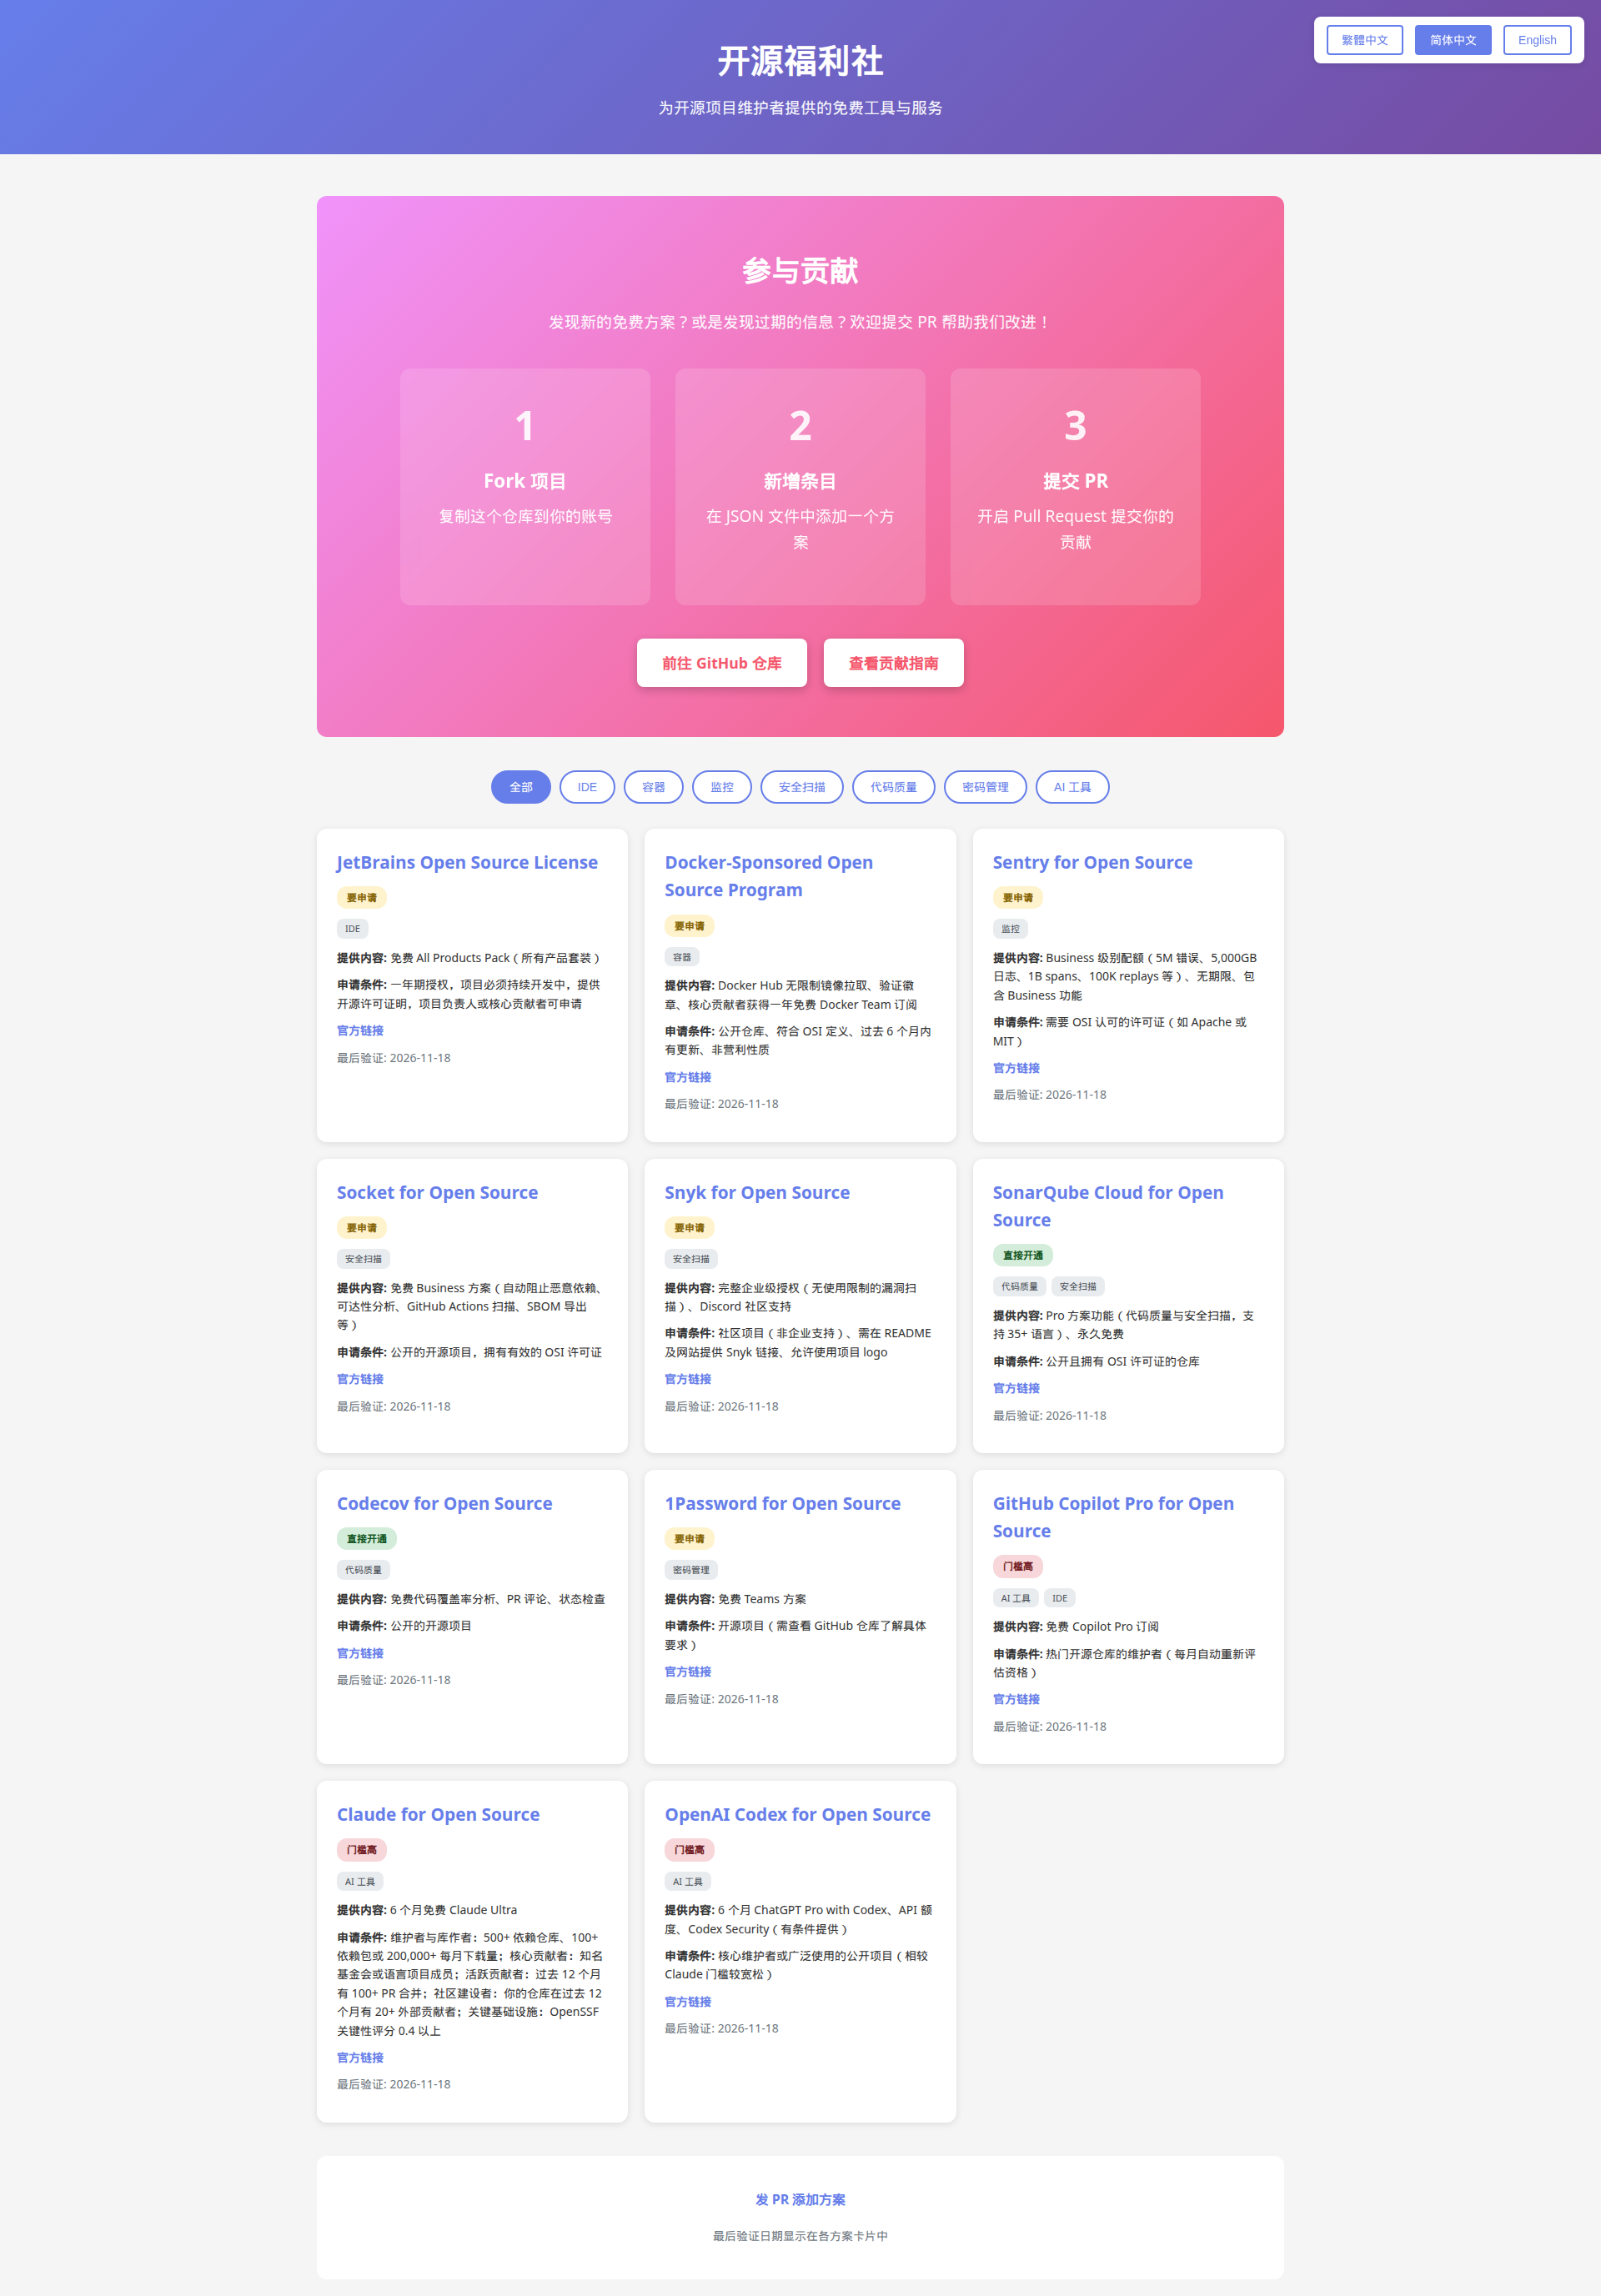 繁體中文
简体中文
English
开源福利社
为开源项目维护者提供的免费工具与服务
参与贡献
发现新的免费方案？或是发现过期的信息？欢迎提交 PR 帮助我们改进！
1
Fork 项目
复制这个仓库到你的账号
2
新增条目
在 JSON 文件中添加一个方
案
3
提交 PR
开启 Pull Request 提交你的
贡献
前往 GitHub 仓库
查看贡献指南
全部
IDE
容器
监控
安全扫描
代码质量
密码管理
AI 工具
JetBrains Open Source License
要申请
IDE
提供内容: 免费 All Products Pack（所有产品套装）
申请条件: 一年期授权，项目必须持续开发中，提供
开源许可证明，项目负责人或核心贡献者可申请
官方链接
最后验证: 2026-11-18
Docker-Sponsored Open
Source Program
要申请
容器
提供内容: Docker Hub 无限制镜像拉取、验证徽
章、核心贡献者获得一年免费 Docker Team 订阅
申请条件: 公开仓库、符合 OSI 定义、过去 6 个月内
有更新、非营利性质
官方链接
最后验证: 2026-11-18
Sentry for Open Source
要申请
监控
提供内容: Business 级别配额（5M 错误、5,000GB
日志、1B spans、100K replays 等）、无期限、包
含 Business 功能
申请条件: 需要 OSI 认可的许可证（如 Apache 或
MIT）
官方链接
最后验证: 2026-11-18
Socket for Open Source
要申请
安全扫描
提供内容: 免费 Business 方案（自动阻止恶意依赖、
可达性分析、GitHub Actions 扫描、SBOM 导出
等）
申请条件: 公开的开源项目，拥有有效的 OSI 许可证
官方链接
最后验证: 2026-11-18
Snyk for Open Source
要申请
安全扫描
提供内容: 完整企业级授权（无使用限制的漏洞扫
描）、Discord 社区支持
申请条件: 社区项目（非企业支持）、需在 README
及网站提供 Snyk 链接、允许使用项目 logo
官方链接
最后验证: 2026-11-18
SonarQube Cloud for Open
Source
直接开通
代码质量
安全扫描
提供内容: Pro 方案功能（代码质量与安全扫描，支
持 35+ 语言）、永久免费
申请条件: 公开且拥有 OSI 许可证的仓库
官方链接
最后验证: 2026-11-18
Codecov for Open Source
直接开通
代码质量
提供内容: 免费代码覆盖率分析、PR 评论、状态检查
申请条件: 公开的开源项目
官方链接
最后验证: 2026-11-18
1Password for Open Source
要申请
密码管理
提供内容: 免费 Teams 方案
申请条件: 开源项目（需查看 GitHub 仓库了解具体
要求）
官方链接
最后验证: 2026-11-18
GitHub Copilot Pro for Open
Source
门槛高
AI 工具
IDE
提供内容: 免费 Copilot Pro 订阅
申请条件: 热门开源仓库的维护者（每月自动重新评
估资格）
官方链接
最后验证: 2026-11-18
Claude for Open Source
门槛高
AI 工具
提供内容: 6 个月免费 Claude Ultra
申请条件: 维护者与库作者：500+ 依赖仓库、100+
依赖包或 200,000+ 每月下载量；核心贡献者：知名
基金会或语言项目成员；活跃贡献者：过去 12 个月
有 100+ PR 合并；社区建设者：你的仓库在过去 12
个月有 20+ 外部贡献者；关键基础设施：OpenSSF
关键性评分 0.4 以上
官方链接
最后验证: 2026-11-18
OpenAI Codex for Open Source
门槛高
AI 工具
提供内容: 6 个月 ChatGPT Pro with Codex、API 额
度、Codex Security（有条件提供）
申请条件: 核心维护者或广泛使用的公开项目（相较
Claude 门槛较宽松）
官方链接
最后验证: 2026-11-18
发 PR 添加方案
最后验证日期显示在各方案卡片中